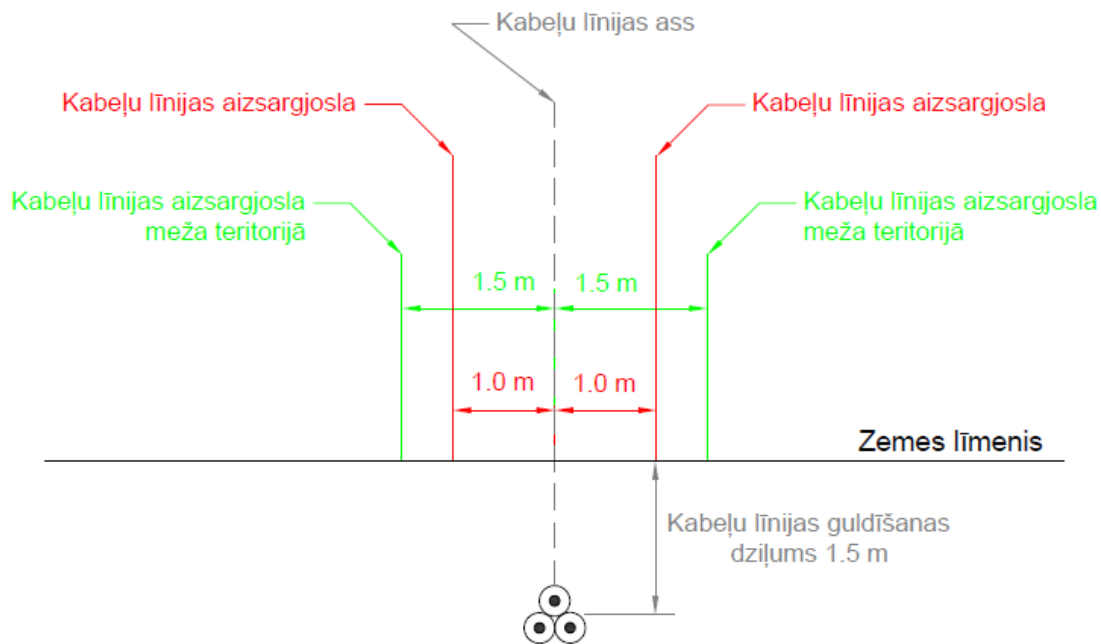 Kabeļu līnijas ass
Kabeļu līnijas aizsargjosla
Kabeļu līnijas aizsargjosla
Kabeļu līnijas aizsargjosla
meža teritorijā
Kabeļu līnijas aizsargjosla
meža teritorijā
1.5 m
1.5 m
1.0 m
1.0 m
Zemes līmenis
Kabeļu līnijas guldīšanas
dziļums 1.5 m